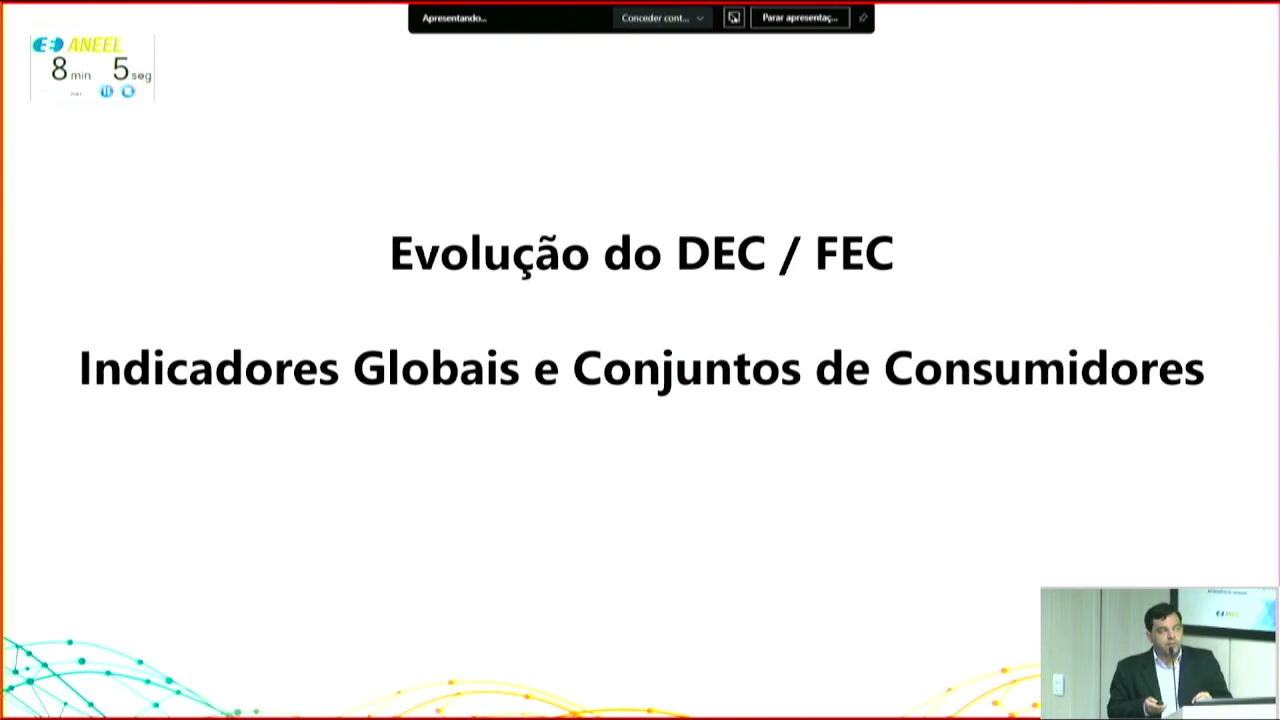 Apresentando...
Conceder cont...
Parar apresentaç...
ANEEL
8 min 5 seg
Evolução do DEC / FEC
Indicadores Globais e Conjuntos de Consumidores
ANEEL